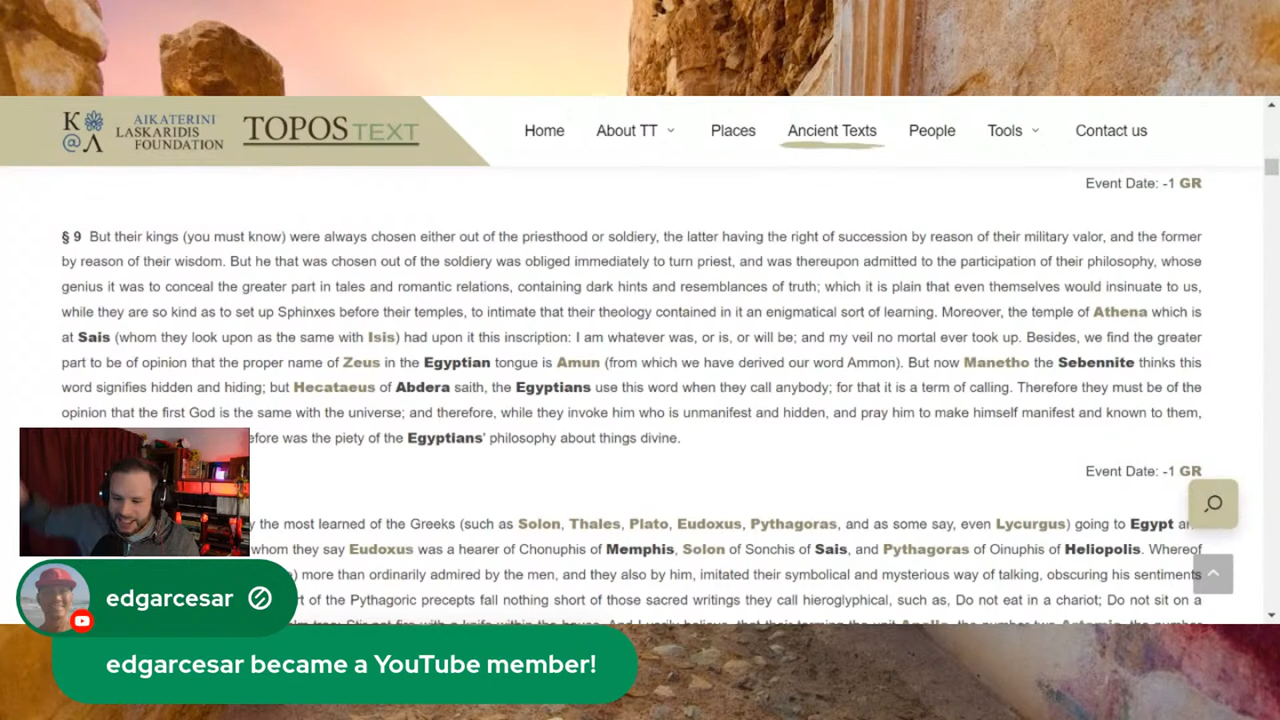 K@Λ AIKATERINI LASKARIDIS FOUNDATION
TOPOS TEXT
Home About TT Places Ancient Texts People Tools Contact us
Event Date: -1 GR
§ 9 But their kings (you must know) were always chosen either out of the priesthood or soldiery, the latter having the right of succession by reason of their military valor, and the former
by reason of their wisdom. But he that was chosen out of the soldiery was obliged immediately to turn priest, and was thereupon admitted to the participation of their philosophy, whose
genius it was to conceal the greater part in tales and romantic relations, containing dark hints and resemblances of truth; which it is plain that even themselves would insinuate to us,
while they are so kind as to set up Sphinxes before their temples, to intimate that their theology contained in it an enigmatical sort of learning. Moreover, the temple of Athena which is
at Sais (whom they look upon as the same with Isis) had upon it this inscription: I am whatever was, or is, or will be; and my veil no mortal ever took up. Besides, we find the greater
part to be of opinion that the proper name of Zeus in the Egyptian tongue is Amun (from which we have derived our word Ammon). But now Manetho the Sebennite thinks this
word signifies hidden and hiding; but Hecataeus of Abdera saith, the Egyptians use this word when they call anybody; for that it is a term of calling. Therefore they must be of the
opinion that the first God is the same with the universe; and therefore, while they invoke him who is unmanifest and hidden, and pray him to make himself manifest and known to them,
efore was the piety of the Egyptians' philosophy about things divine.
Event Date: -1 GR
y the most learned of the Greeks (such as Solon, Thales, Plato, Eudoxus, Pythagoras, and as some say, even Lycurgus) going to Egypt an
whom they say Eudoxus was a hearer of Chonuphis of Memphis, Solon of Sonchis of Sais, and Pythagoras of Oinuphis of Heliopolis. Whereof
) more than ordinarily admired by the men, and they also by him, imitated their symbolical and mysterious way of talking, obscuring his sentiments
rt of the Pythagoric precepts fall nothing short of those sacred writings they call hieroglyphical, such as, Do not eat in a chariot; Do not sit on a
edgarcesar
edgarcesar became a YouTube member!